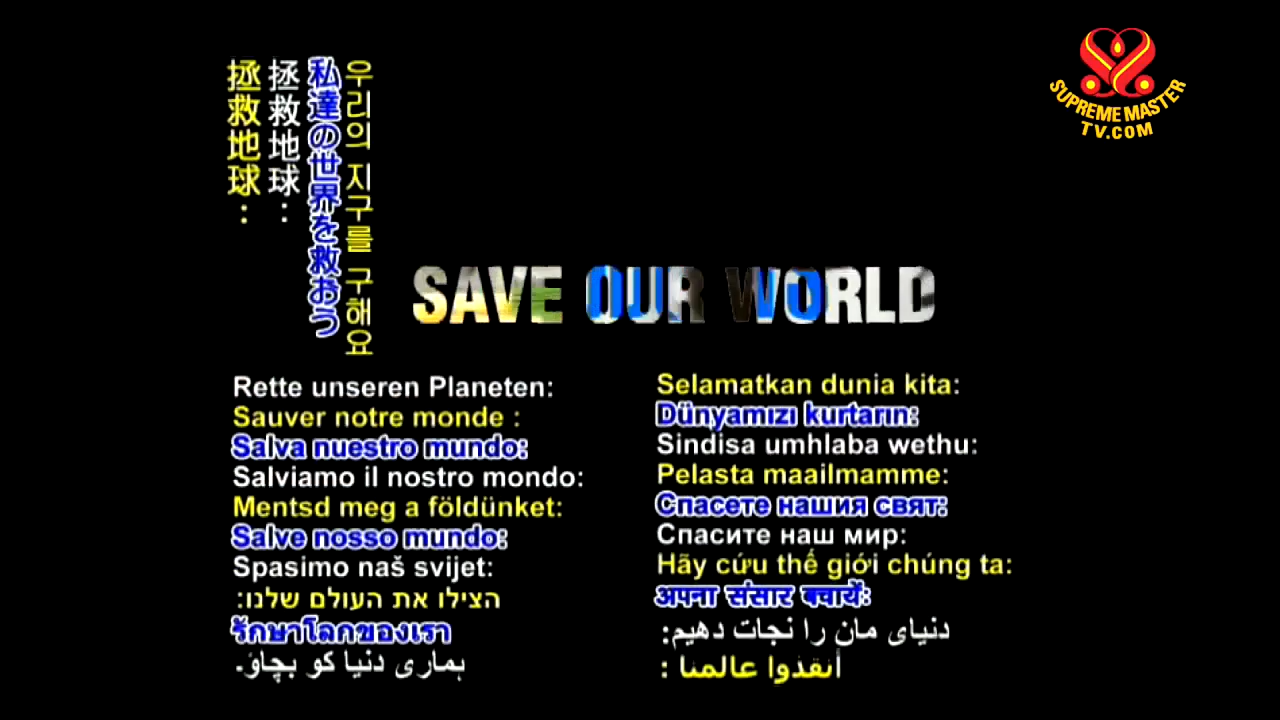 拯救地球：
拯救地球：
私達の世界を救おう
우리의 지구를 구해요
SUPREME MASTER
TV.COM
SAVE OUR WORLD
Rette unseren Planeten:
Sauver notre monde :
Salva nuestro mundo:
Salviamo il nostro mondo:
Mentsd meg a földünket:
Salve nosso mundo:
Spasimo naš svijet:
הצילו את העולם שלנו:
รักษาโลกของเรา
ہماری دنیا کو بچاؤ۔
Selamatkan dunia kita:
Dünyamızı kurtarın:
Sindisa umhlaba wethu:
Pelasta maailmamme:
Спасете нашия свят:
Спасите наш мир:
Hãy cứu thế giới chúng ta:
अपना संसार बचायें:
دنیای مان را نجات دهیم:
أنقذوا عالمنا :